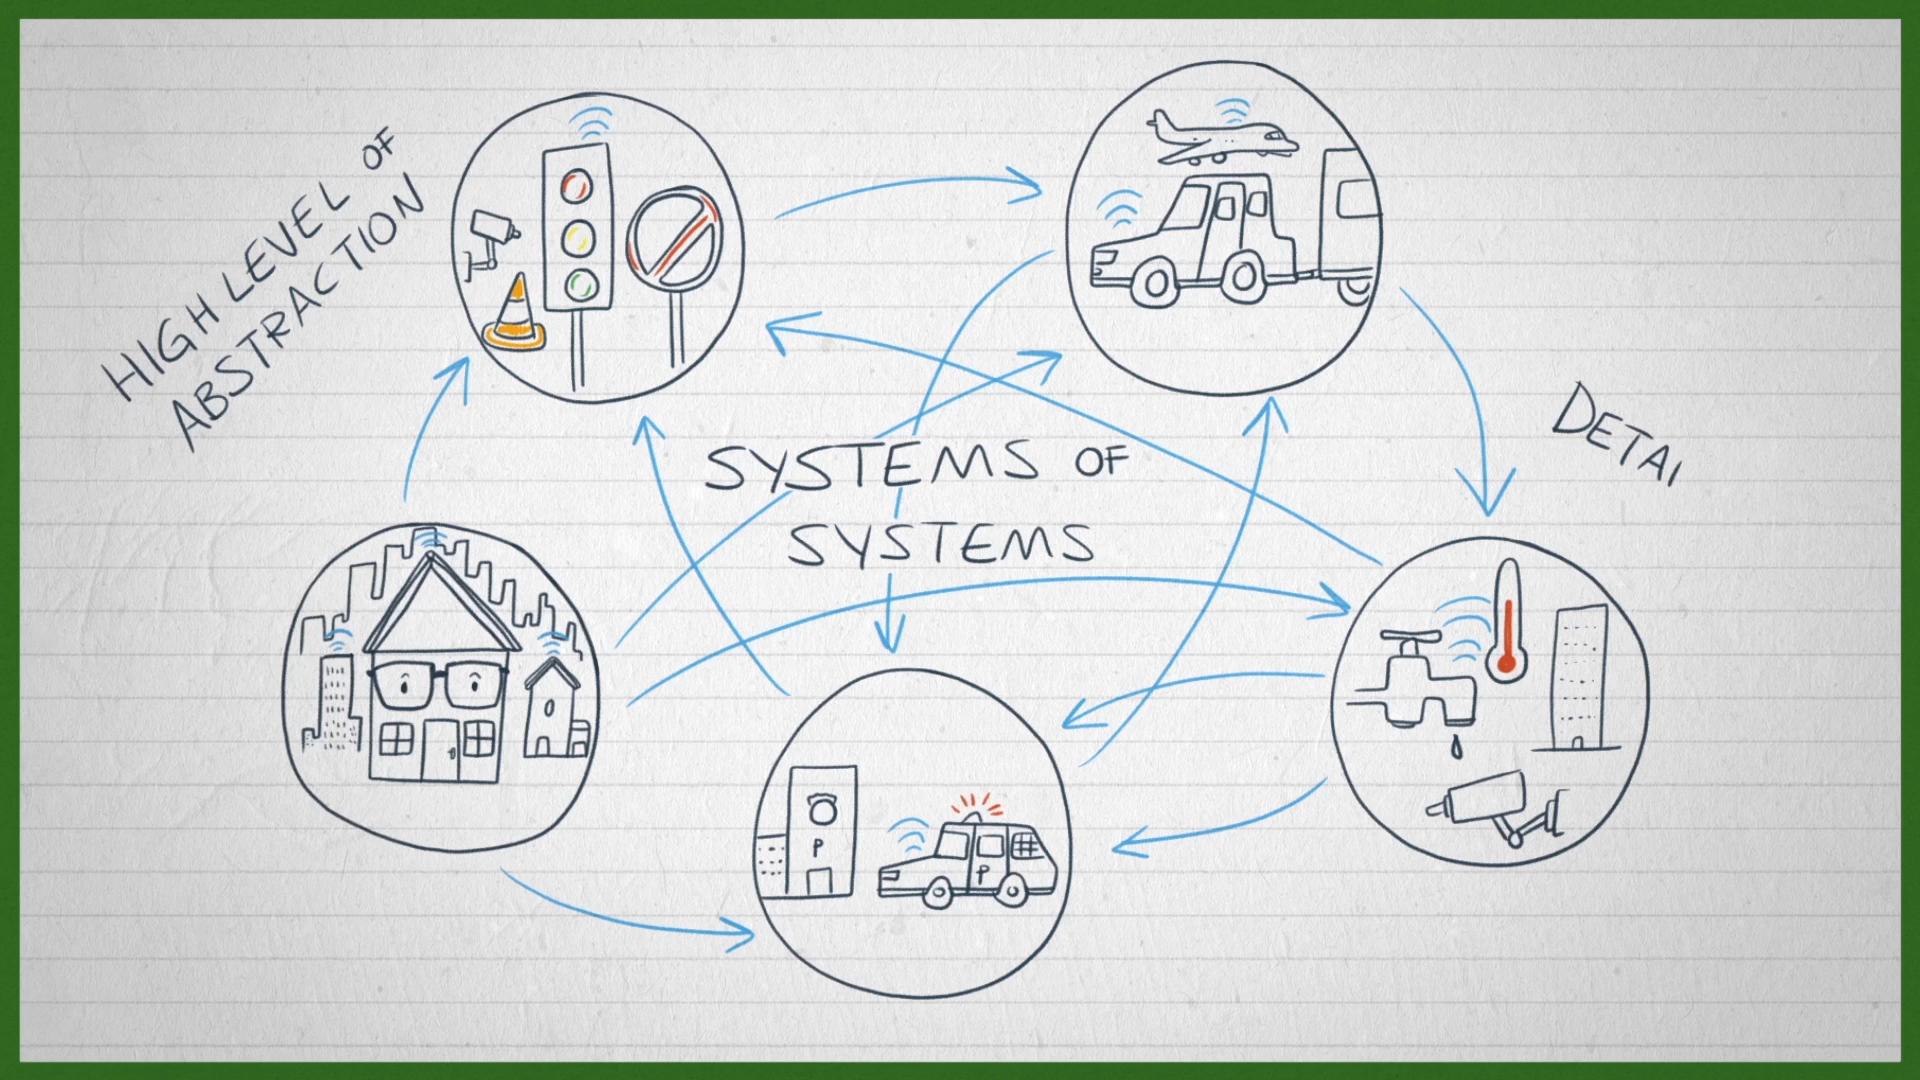 HIGH LEVEL OF
ABSTRACTION
SYSTEMS OF
SYSTEMS
DETAI
P
P